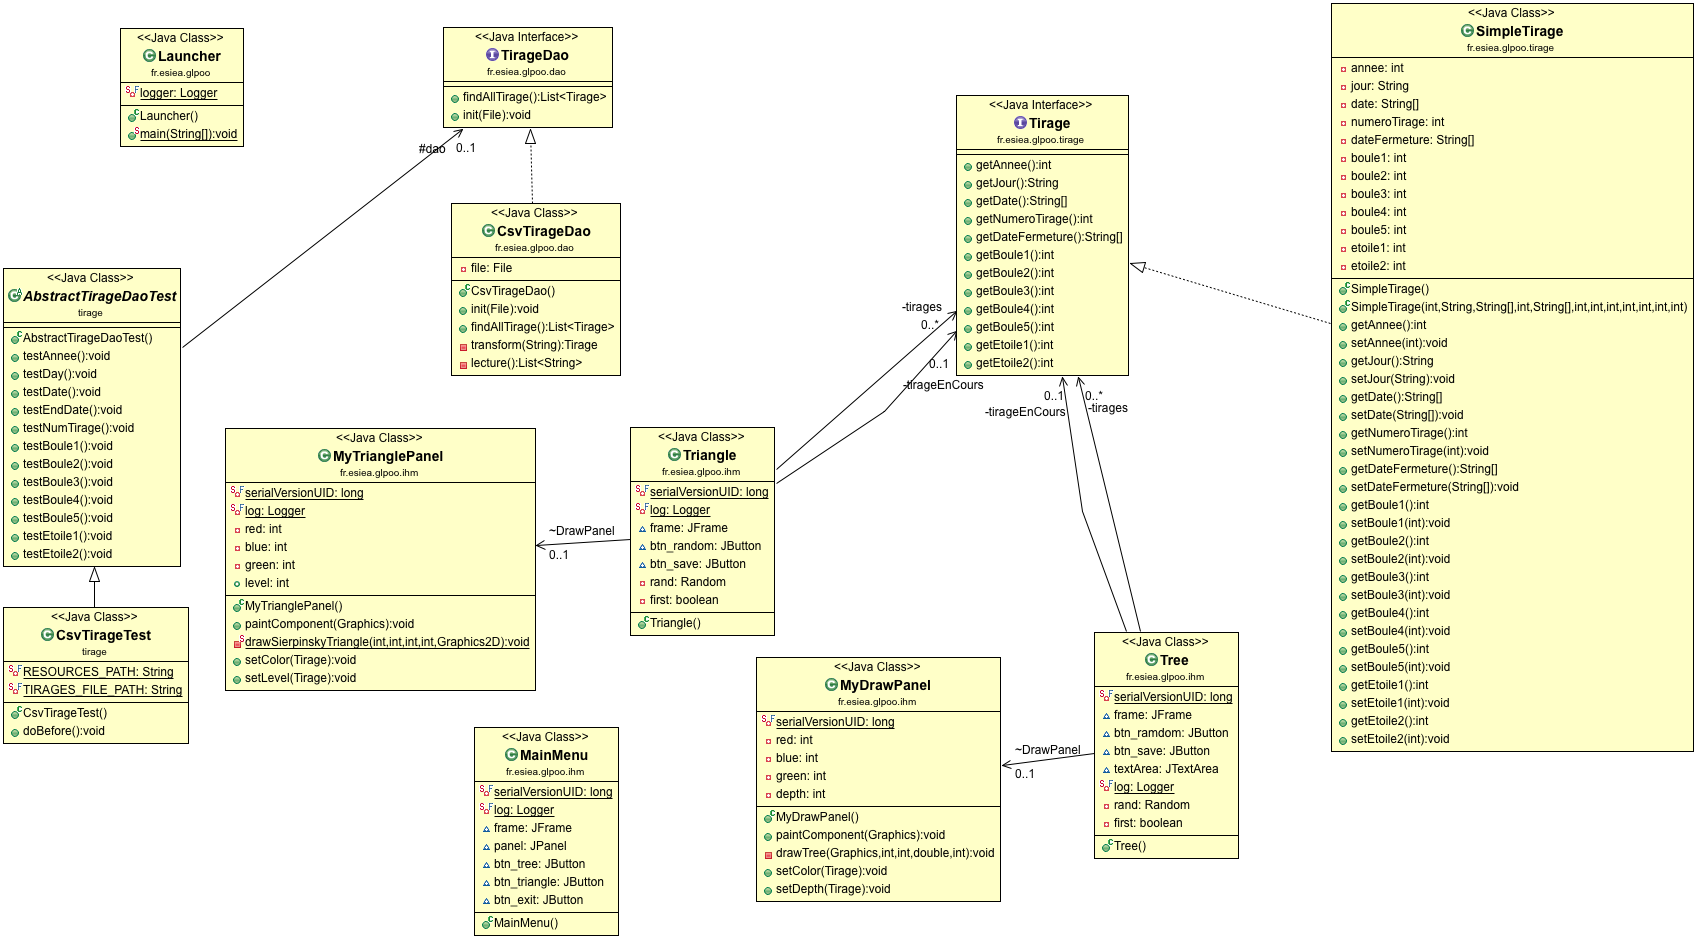 <<Java Class>>
Launcher
fr.esiea.glpoo
logger: Logger
Launcher()
main(String[]):void
<<Java Interface>>
TirageDao
fr.esiea.glpoo.dao
findAllTirage():List<Tirage>
init(File):void
#dao
0..1
<<Java Class>>
CsvTirageDao
fr.esiea.glpoo.dao
file: File
CsvTirageDao()
init(File):void
findAllTirage():List<Tirage>
transform(String):Tirage
lecture():List<String>
<<Java Class>>
AbstractTirageDaoTest
tirage
AbstractTirageDaoTest()
testAnnee():void
testDay():void
testDate():void
testEndDate():void
testNumTirage():void
testBoule1():void
testBoule2():void
testBoule3():void
testBoule4():void
testBoule5():void
testEtoile1():void
testEtoile2():void
<<Java Class>>
CsvTirageTest
tirage
RESOURCES_PATH: String
TIRAGES_FILE_PATH: String
CsvTirageTest()
doBefore():void
<<Java Class>>
MyTrianglePanel
fr.esiea.glpoo.ihm
serialVersionUID: long
log: Logger
red: int
blue: int
green: int
level: int
MyTrianglePanel()
paintComponent(Graphics):void
drawSierpinskyTriangle(int,int,int,int,Graphics2D):void
setColor(Tirage):void
setLevel(Tirage):void
~DrawPanel
0..1
<<Java Class>>
Triangle
fr.esiea.glpoo.ihm
serialVersionUID: long
log: Logger
frame: JFrame
btn_random: JButton
btn_save: JButton
rand: Random
first: boolean
Triangle()
-tirages
0..*
0..1
-tirageEnCours
<<Java Interface>>
Tirage
fr.esiea.glpoo.tirage
getAnnee():int
getJour():String
getDate():String[]
getNumeroTirage():int
getDateFermeture():String[]
getBoule1():int
getBoule2():int
getBoule3():int
getBoule4():int
getBoule5():int
getEtoile1():int
getEtoile2():int
0..1
-tirageEnCours
0..*
-tirages
<<Java Class>>
MainMenu
fr.esiea.glpoo.ihm
serialVersionUID: long
log: Logger
frame: JFrame
panel: JPanel
btn_tree: JButton
btn_triangle: JButton
btn_exit: JButton
MainMenu()
<<Java Class>>
MyDrawPanel
fr.esiea.glpoo.ihm
serialVersionUID: long
red: int
blue: int
green: int
depth: int
MyDrawPanel()
paintComponent(Graphics):void
drawTree(Graphics,int,int,double,int):void
setColor(Tirage):void
setDepth(Tirage):void
~DrawPanel
0..1
<<Java Class>>
Tree
fr.esiea.glpoo.ihm
serialVersionUID: long
frame: JFrame
btn_ramdom: JButton
btn_save: JButton
textArea: JTextArea
log: Logger
rand: Random
first: boolean
Tree()
<<Java Class>>
SimpleTirage
fr.esiea.glpoo.tirage
annee: int
jour: String
date: String[]
numeroTirage: int
dateFermeture: String[]
boule1: int
boule2: int
boule3: int
boule4: int
boule5: int
etoile1: int
etoile2: int
SimpleTirage()
SimpleTirage(int,String,String[],int,String[],int,int,int,int,int,int,int)
getAnnee():int
setAnnee(int):void
getJour():String
setJour(String):void
getDate():String[]
setDate(String[]):void
getNumeroTirage():int
setNumeroTirage(int):void
getDateFermeture():String[]
setDateFermeture(String[]):void
getBoule1():int
setBoule1(int):void
getBoule2():int
setBoule2(int):void
getBoule3():int
setBoule3(int):void
getBoule4():int
setBoule4(int):void
getBoule5():int
setBoule5(int):void
getEtoile1():int
setEtoile1(int):void
getEtoile2():int
setEtoile2(int):void